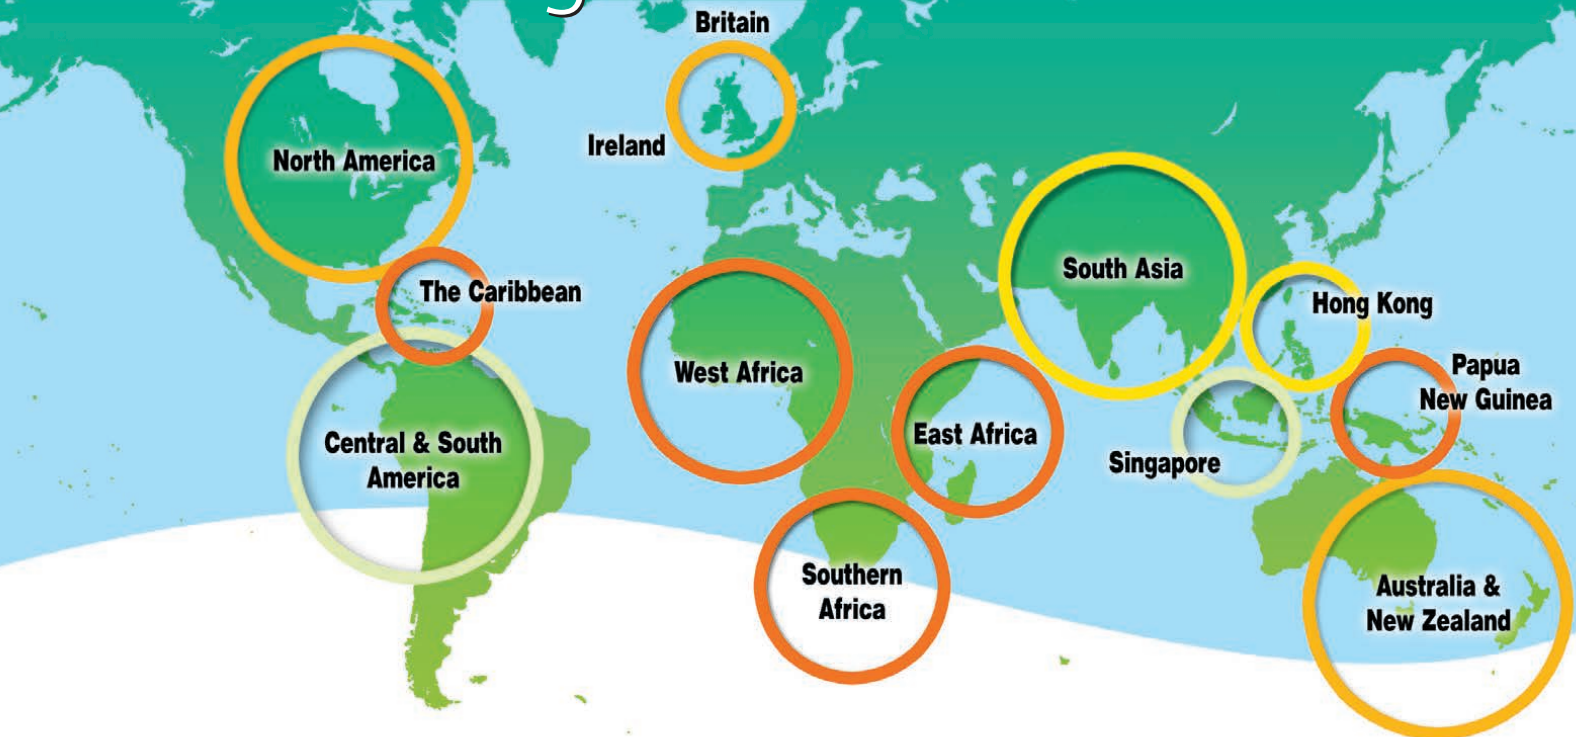 Britain
Ireland
North America
The Caribbean
South Asia
Hong Kong
West Africa
Papua
New Guinea
East Africa
Central & South
America
Singapore
Southern
Africa
Australia &
New Zealand